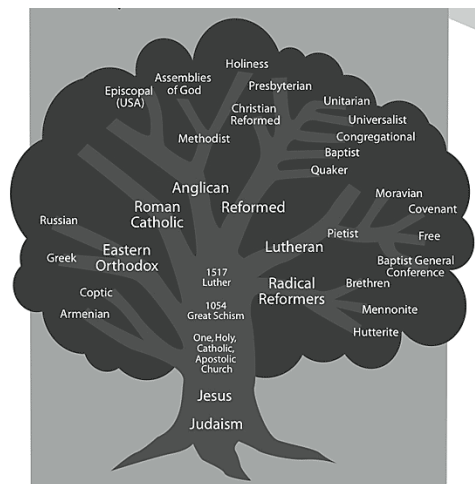 Holiness
Assemblies
of God
Episcopal
(USA)
Presbyterian
Christian
Reformed
Unitarian
Universalist
Congregational
Methodist
Baptist
Quaker
Anglican
Roman
Catholic
Reformed
Moravian
Covenant
Russian
Pietist
Free
Lutheran
Eastern
Orthodox
Greek
Baptist General
Conference
1517
Luther
Radical
Reformers
Brethren
Coptic
Armenian
1054
Great Schism
Mennonite
Hutterite
One, Holy,
Catholic,
Apostolic
Church
Jesus
Judaism